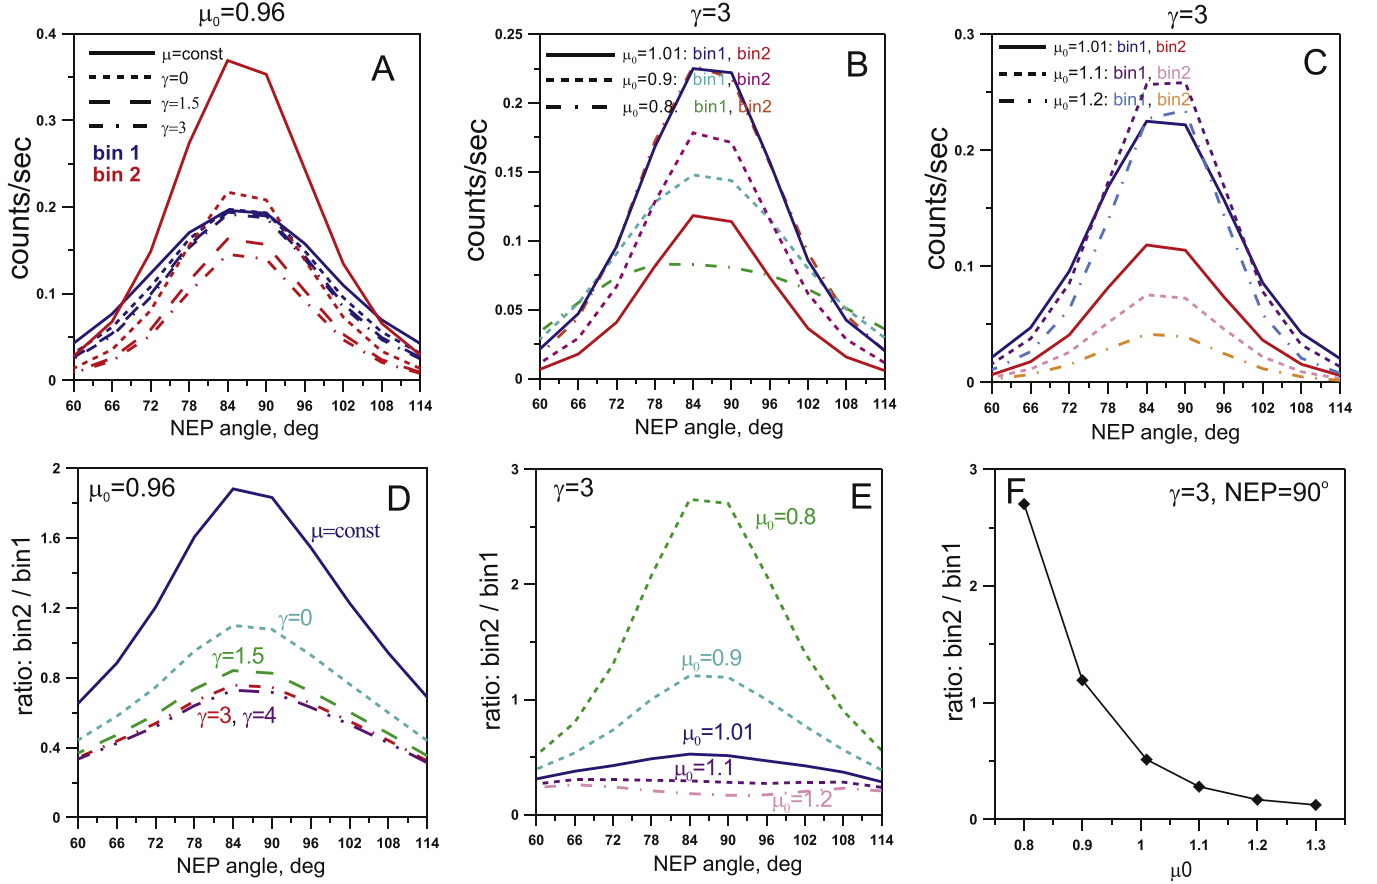 μ₀=0.96
A
μ=const
γ=0
γ=1.5
γ=3
bin 1
bin 2
counts/sec
0.4
0.3
0.2
0.1
0
60 66 72 78 84 90 96 102 108 114
NEP angle, deg
γ=3
B
μ₀=1.01: bin1, bin2
μ₀=0.9: bin1, bin2
μ₀=0.8: bin1, bin2
counts/sec
0.25
0.2
0.15
0.1
0.05
0
60 66 72 78 84 90 96 102 108 114
NEP angle, deg
γ=3
C
μ₀=1.01: bin1, bin2
μ₀=1.1: bin1, bin2
μ₀=1.2: bin1, bin2
counts/sec
0.3
0.2
0.1
0
60 66 72 78 84 90 96 102 108 114
NEP angle, deg
μ₀=0.96
D
μ=const
γ=0
γ=1.5
γ=3, γ=4
ratio: bin2 / bin1
2
1.6
1.2
0.8
0.4
0
60 66 72 78 84 90 96 102 108 114
NEP angle, deg
γ=3
E
μ₀=0.8
μ₀=0.9
μ₀=1.01
μ₀=1.1
μ₀=1.2
ratio: bin2 / bin1
3
2
1
0
60 66 72 78 84 90 96 102 108 114
NEP angle, deg
F
γ=3, NEP=90°
ratio: bin2 / bin1
3
2
1
0
0.8 0.9 1 1.1 1.2 1.3
μ0